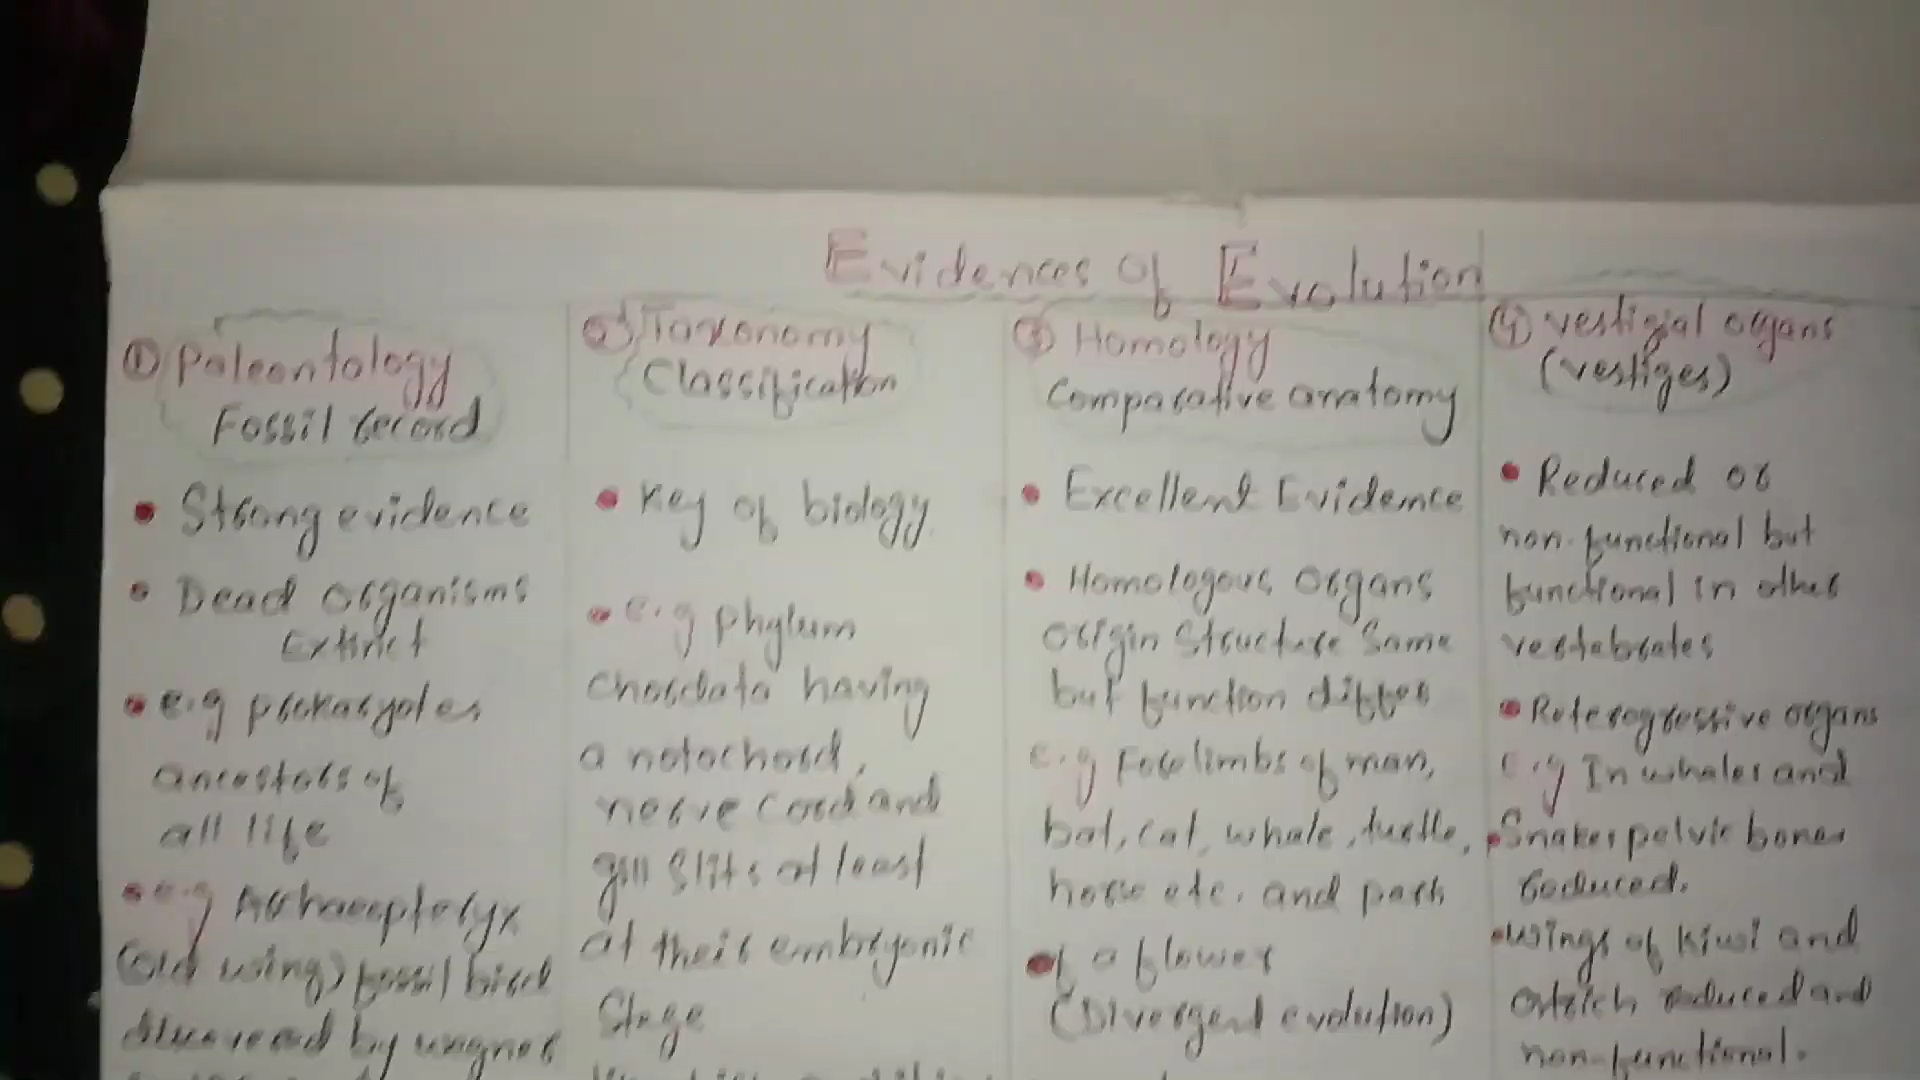 Evidences of Evolution
① Paleontology
Fossil record
• Strong evidence
• Dead organisms
Extinct
• e.g prokaryotes
ancestors of
all life
• e.g Archaeopteryx
(old wing) fossil bird
discovered by wagner
② Taxonomy
Classification
• Key of biology
• e.g phylum
chordata having
a notochord,
nerve cord and
gill slits at least
at their embryonic
Stage
③ Homology
Comparative anatomy
• Excellent Evidence
• Homologous organs
origin structure Same
but function differ
e.g Forelimbs of man,
bat, cat, whale, turtle,
horse etc. and parts
of a flower
(Divergent evolution)
④ vestigial organs
(vestiges)
• Reduced or
non-functional but
functional in other
vertebrates
• Reterogressive organs
e.g In whales and
• Snakes pelvic bones
reduced.
• wings of kiwi and
ostrich reduced and
non-functional.